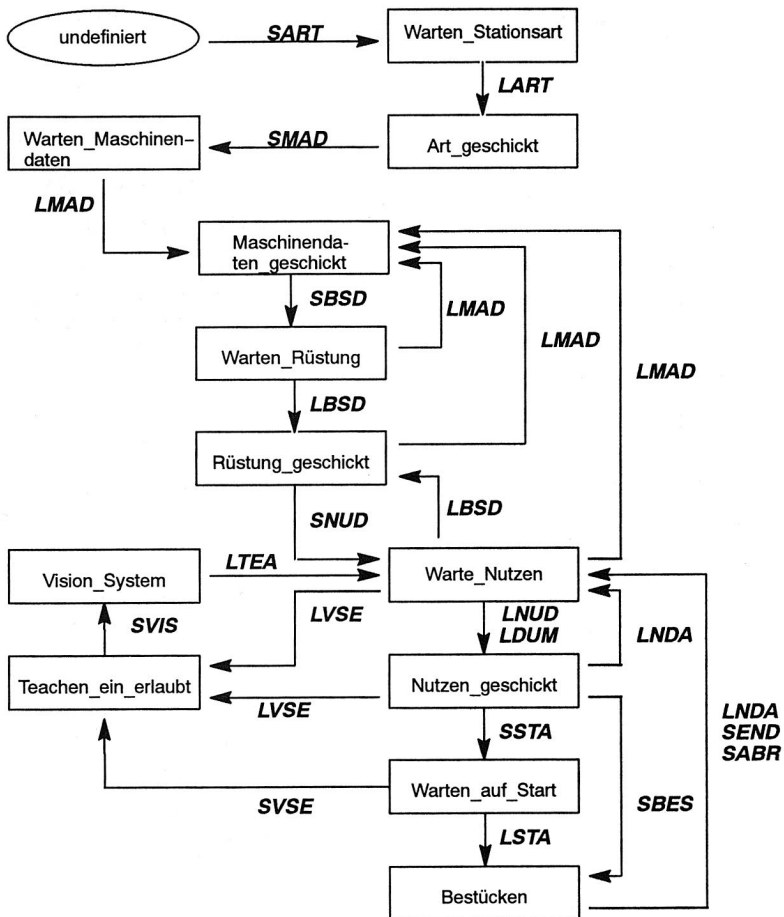 undefiniert
SART
Warten_Stationsart
LART
Warten_Maschinen-
daten
SMAD
Art_geschickt
LMAD
Maschinenda-
ten_geschickt
SBSD
LMAD
LMAD
LMAD
Warten_Rüstung
LBSD
Rüstung_geschickt
SNUD
LBSD
Vision_System
LTEA
Warte_Nutzen
SVIS
LVSE
LNUD
LDUM
LNDA
Teachen_ein_erlaubt
LVSE
Nutzen_geschickt
SSTA
LNDA
SEND
SABR
SVSE
Warten_auf_Start
SBES
LSTA
Bestücken